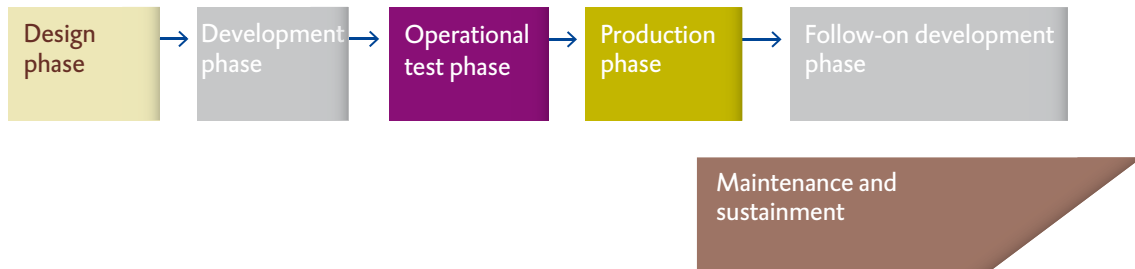 Design
phase
Development
phase
Operational
test phase
Production
phase
Follow-on development
phase
Maintenance and
sustainment